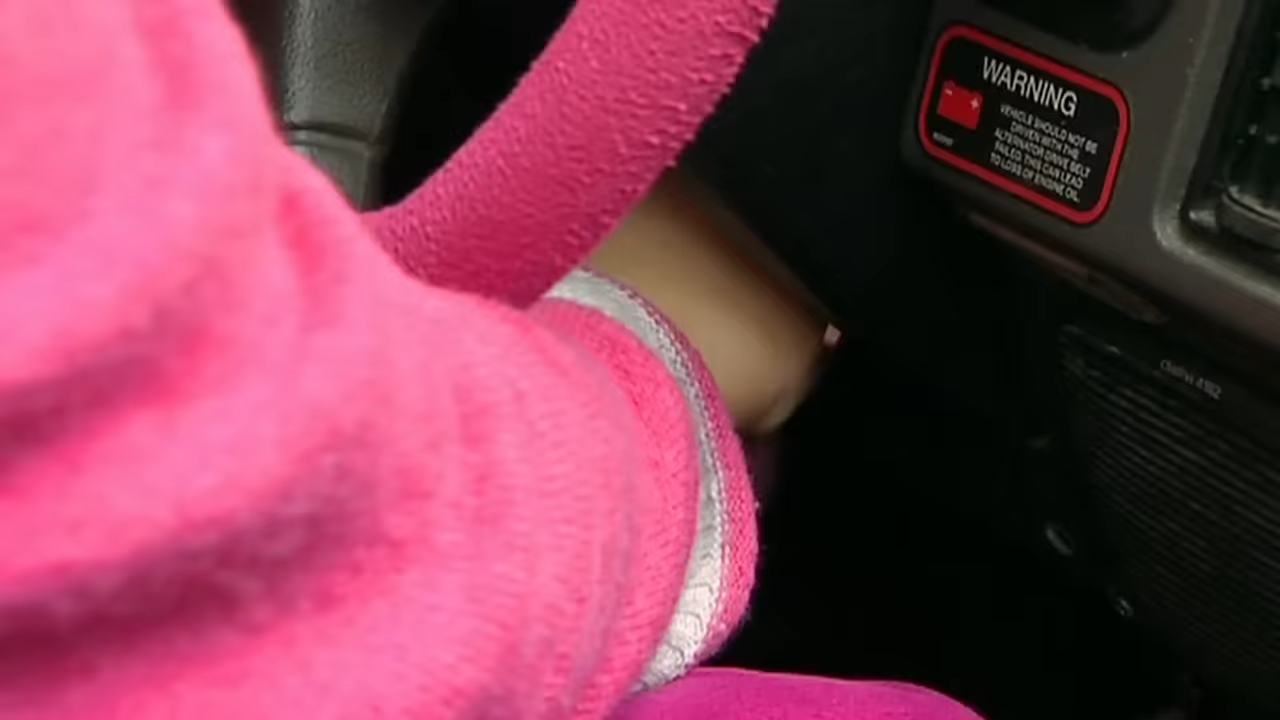 WARNING
VEHICLE SHOULD NOT BE
DRIVEN WITH THE
ALTERNATOR DRIVE BELT
FAILED. THIS CAN LEAD
TO LOSS OF ENGINE OIL.